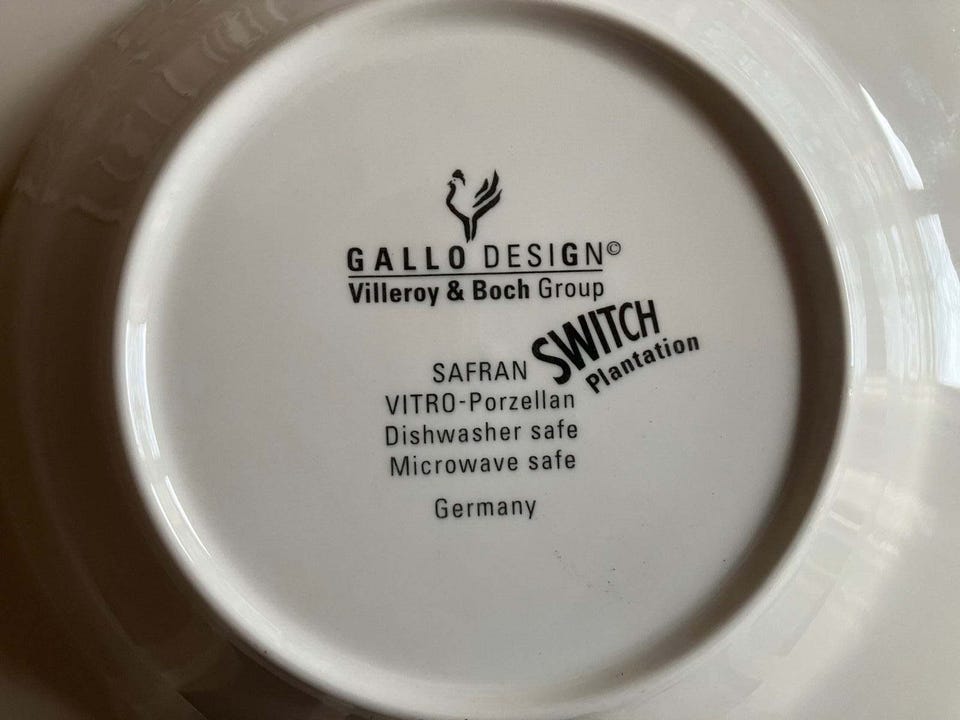 GALLO DESIGN©
Villeroy & Boch Group
SWITCH
Plantation
SAFRAN
VITRO-Porzellan
Dishwasher safe
Microwave safe
Germany